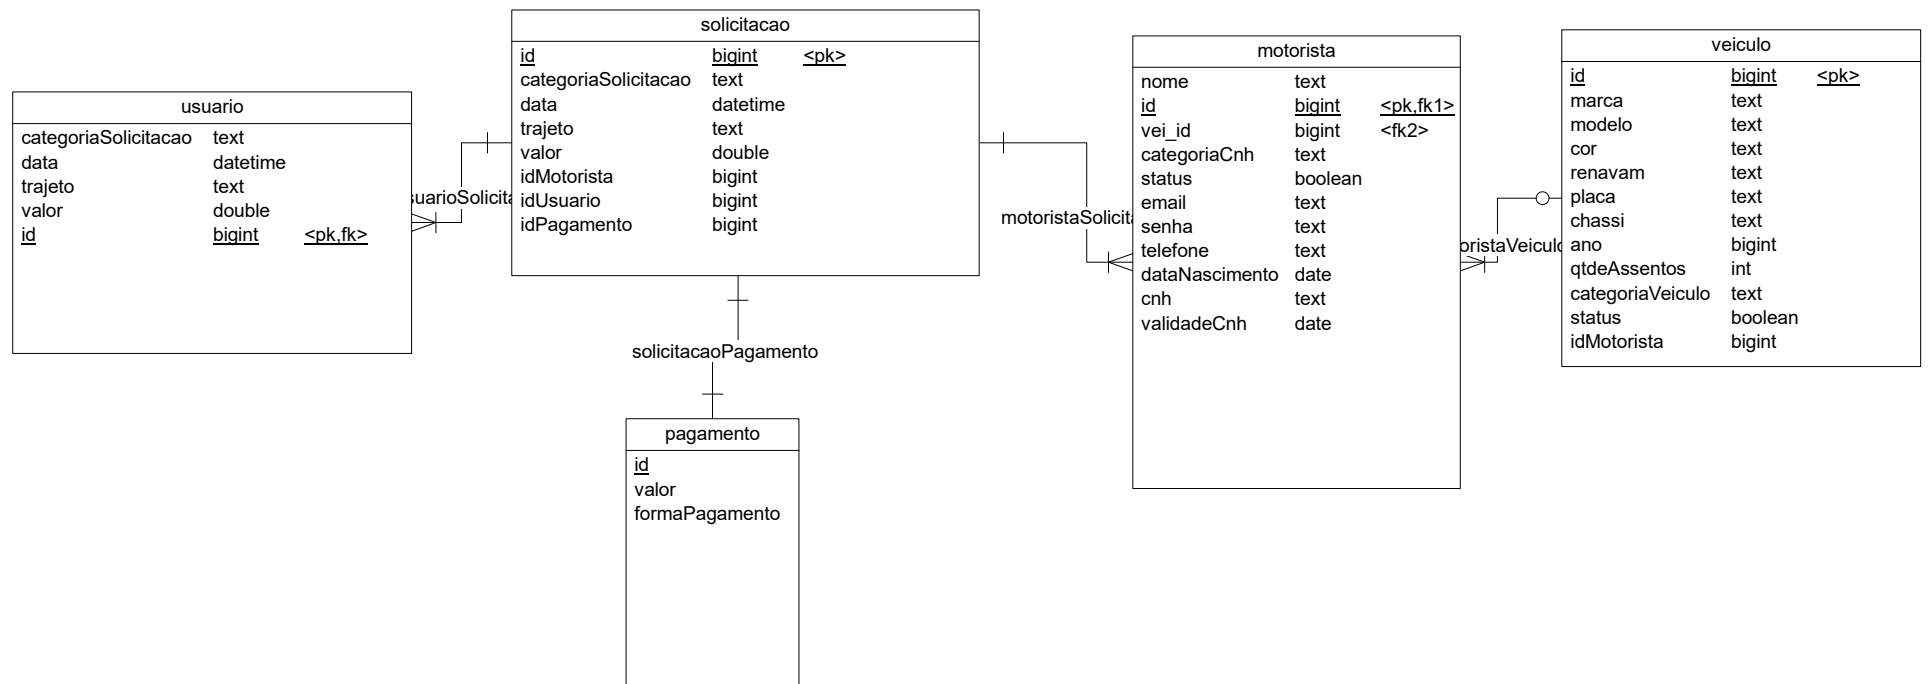 solicitacao
id bigint <pk>
categoriaSolicitacao text
data datetime
trajeto text
valor double
idMotorista bigint
idUsuario bigint
idPagamento bigint
usuario
categoriaSolicitacao text
data datetime
trajeto text
valor double
id bigint <pk,fk>
suarioSolicita
motorista
nome text
id bigint <pk,fk1>
vei_id bigint <fk2>
categoriaCnh text
status boolean
email text
senha text
telefone text
dataNascimento date
cnh text
validadeCnh date
motoristaSolicit
veiculo
id bigint <pk>
marca text
modelo text
cor text
renavam text
placa text
chassi text
ano bigint
qtdeAssentos int
categoriaVeiculo text
status boolean
idMotorista bigint
oristaVeiculo
solicitacaoPagamento
pagamento
id
valor
formaPagamento